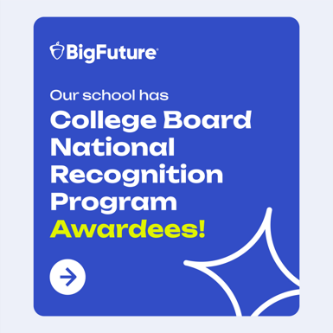 BigFuture®
Our school has
College Board
National
Recognition
Program
Awardees!